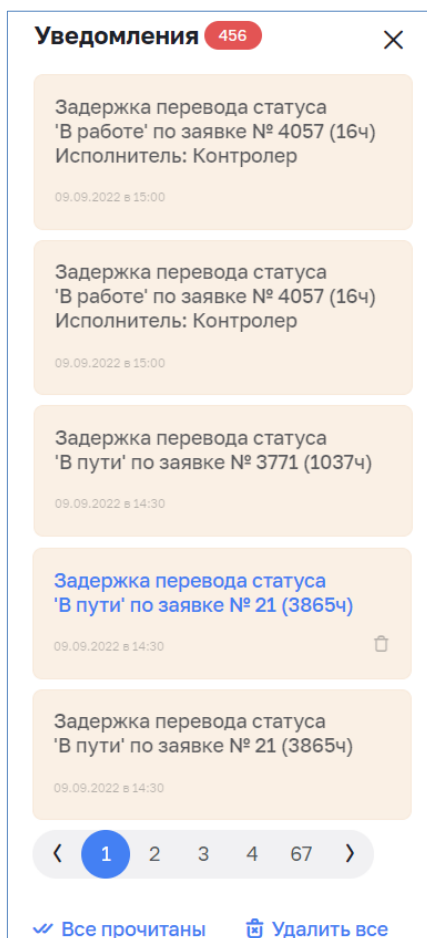 Уведомления 456
Задержка перевода статуса
'В работе' по заявке № 4057 (16ч)
Исполнитель: Контролер
09.09.2022 в 15:00
Задержка перевода статуса
'В работе' по заявке № 4057 (16ч)
Исполнитель: Контролер
09.09.2022 в 15:00
Задержка перевода статуса
'В пути' по заявке № 3771 (1037ч)
09.09.2022 в 14:30
Задержка перевода статуса
'В пути' по заявке № 21 (3865ч)
09.09.2022 в 14:30
Задержка перевода статуса
'В пути' по заявке № 21 (3865ч)
09.09.2022 в 14:30
1 2 3 4 67
Все прочитаны Удалить все